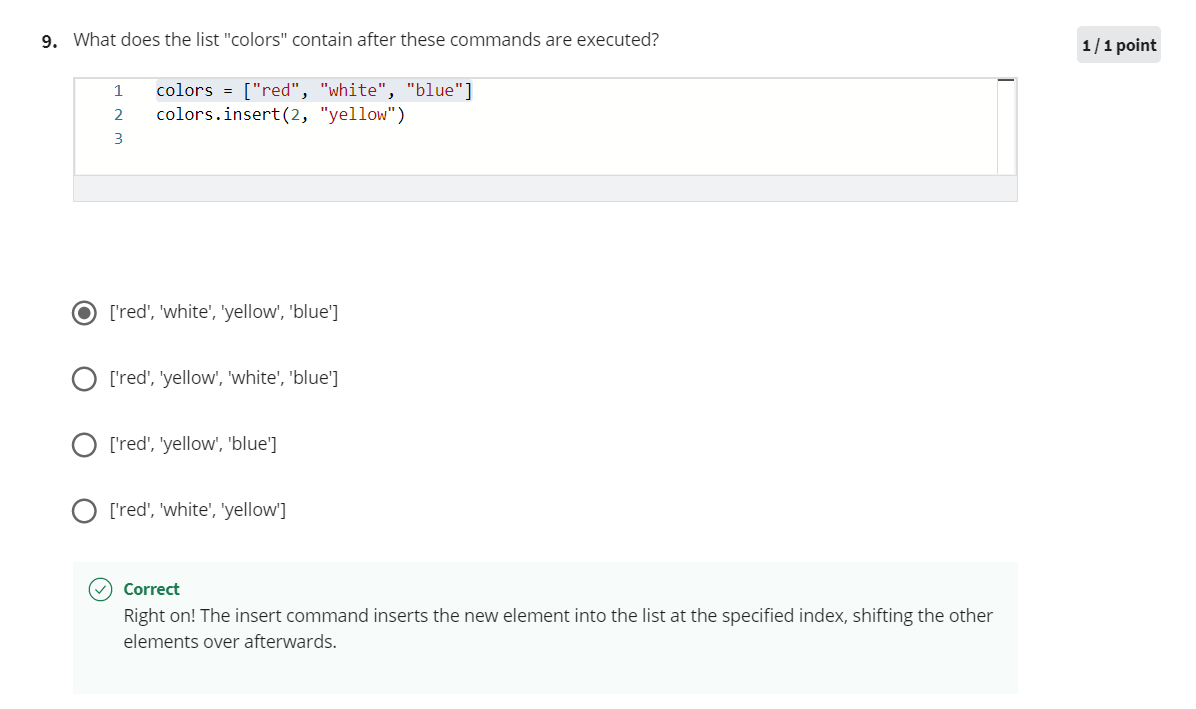 9. What does the list "colors" contain after these commands are executed?
1 / 1 point
1 colors = ["red", "white", "blue"]
2 colors.insert(2, "yellow")
3
['red', 'white', 'yellow', 'blue']
['red', 'yellow', 'white', 'blue']
['red', 'yellow', 'blue']
['red', 'white', 'yellow']
Correct
Right on! The insert command inserts the new element into the list at the specified index, shifting the other
elements over afterwards.